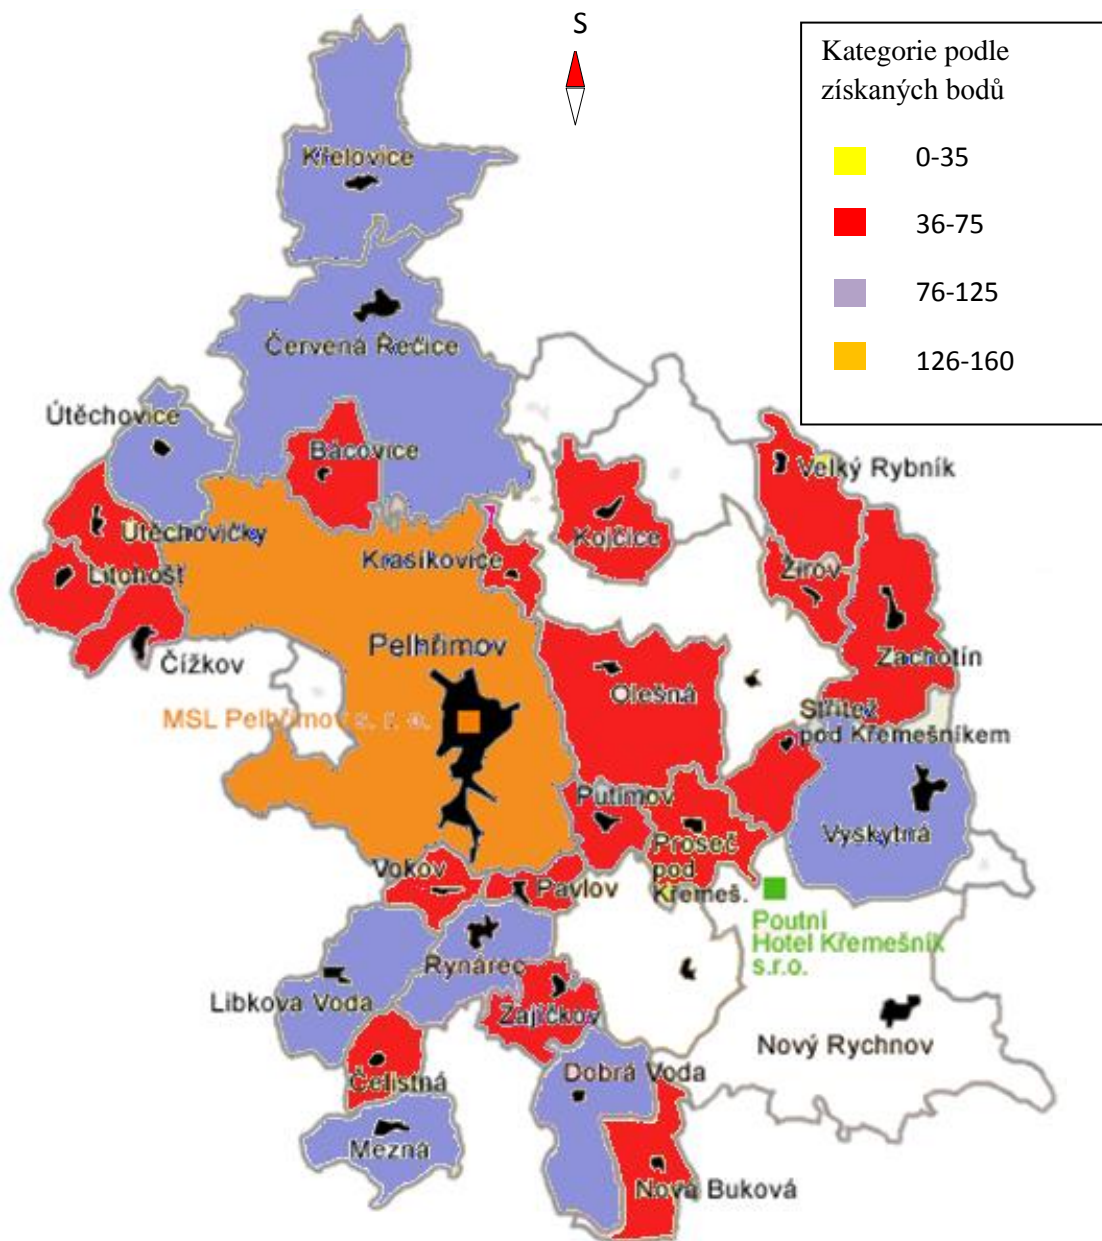 S
Kategorie podle
získaných bodů
0-35
36-75
76-125
126-160
Křelovice
Červená Řečice
Útěchovice
Bácovice
Velký Rybník
Útěchovičky
Kojčice
Krasíkovice
Žirov
Litohošť
Pelhřimov
Čížkov
Zachotín
Olešná
MSL Pelhřimov s. r. o.
Střítež
pod Křemešníkem
Putimov
Vyskytná
Proseč
pod
Křemeš.
Vokov
Pavlov
Poutní
Hotel Křemešník
s.r.o.
Rynárec
Libkova Voda
Zajíčkov
Nový Rychnov
Čelistná
Dobrá Voda
Mezná
Nová Buková